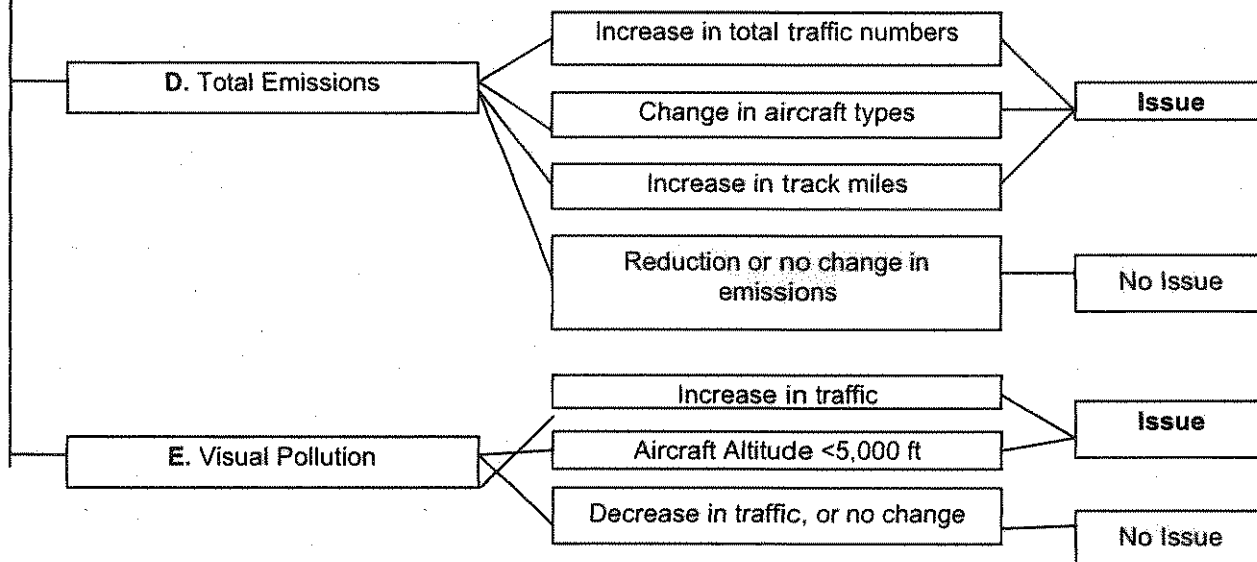 Increase in total traffic numbers
D. Total Emissions
Issue
Change in aircraft types
Increase in track miles
Reduction or no change in
emissions
No Issue
Increase in traffic
Issue
E. Visual Pollution
Aircraft Altitude <5,000 ft
Decrease in traffic, or no change
No Issue